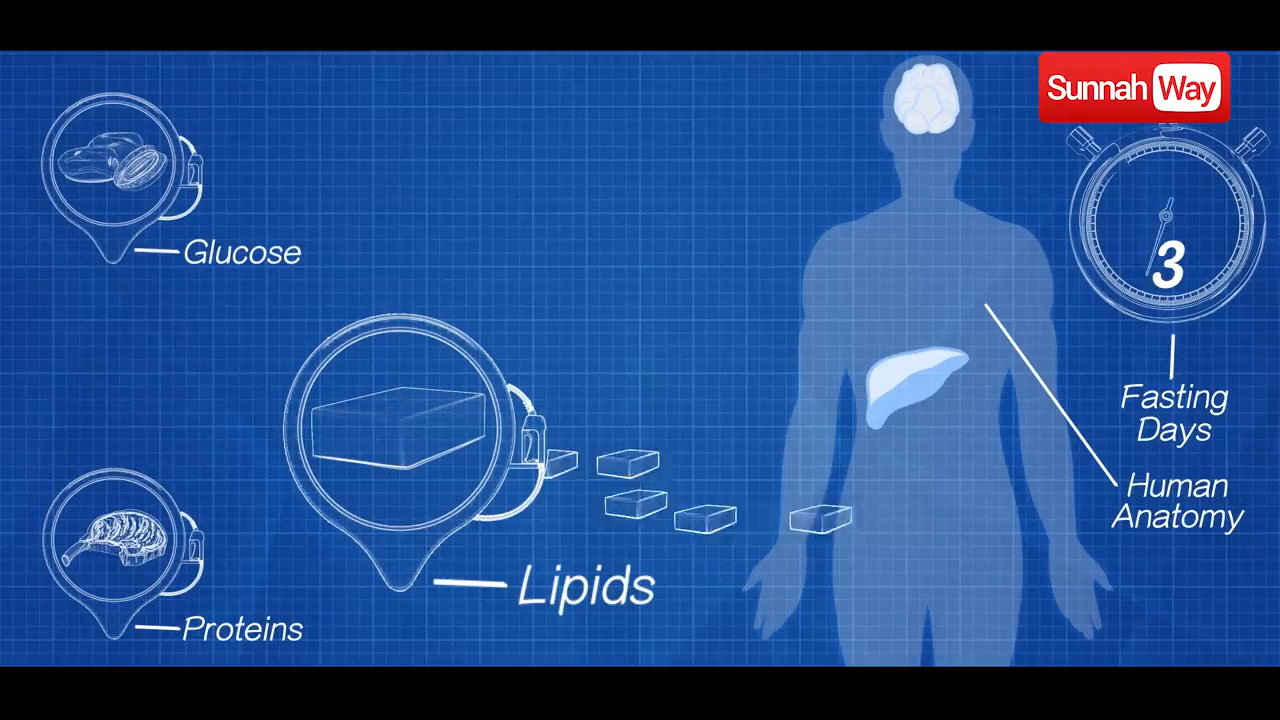 Sunnah Way
Glucose
3
Fasting
Days
Human
Anatomy
Lipids
Proteins